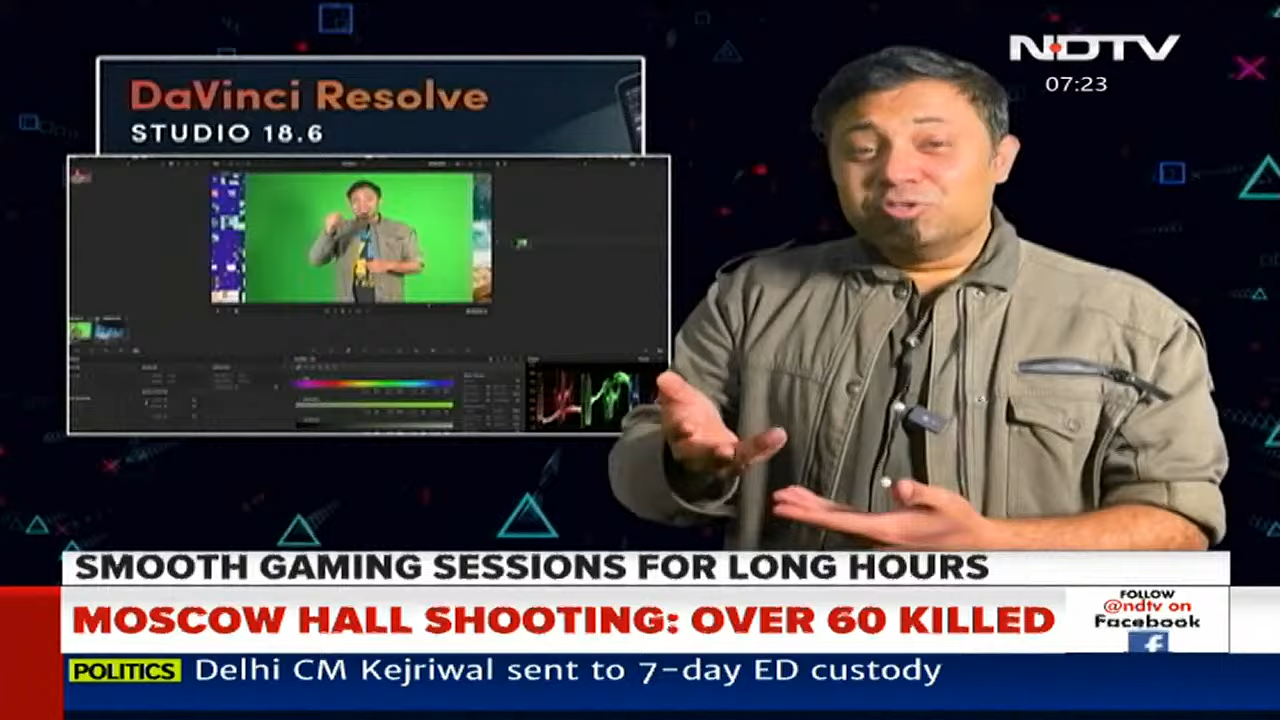 DaVinci Resolve
STUDIO 18.6
NDTV
07:23
SMOOTH GAMING SESSIONS FOR LONG HOURS
MOSCOW HALL SHOOTING: OVER 60 KILLED
FOLLOW
@ndtv on
Facebook
POLITICS Delhi CM Kejriwal sent to 7-day ED custody